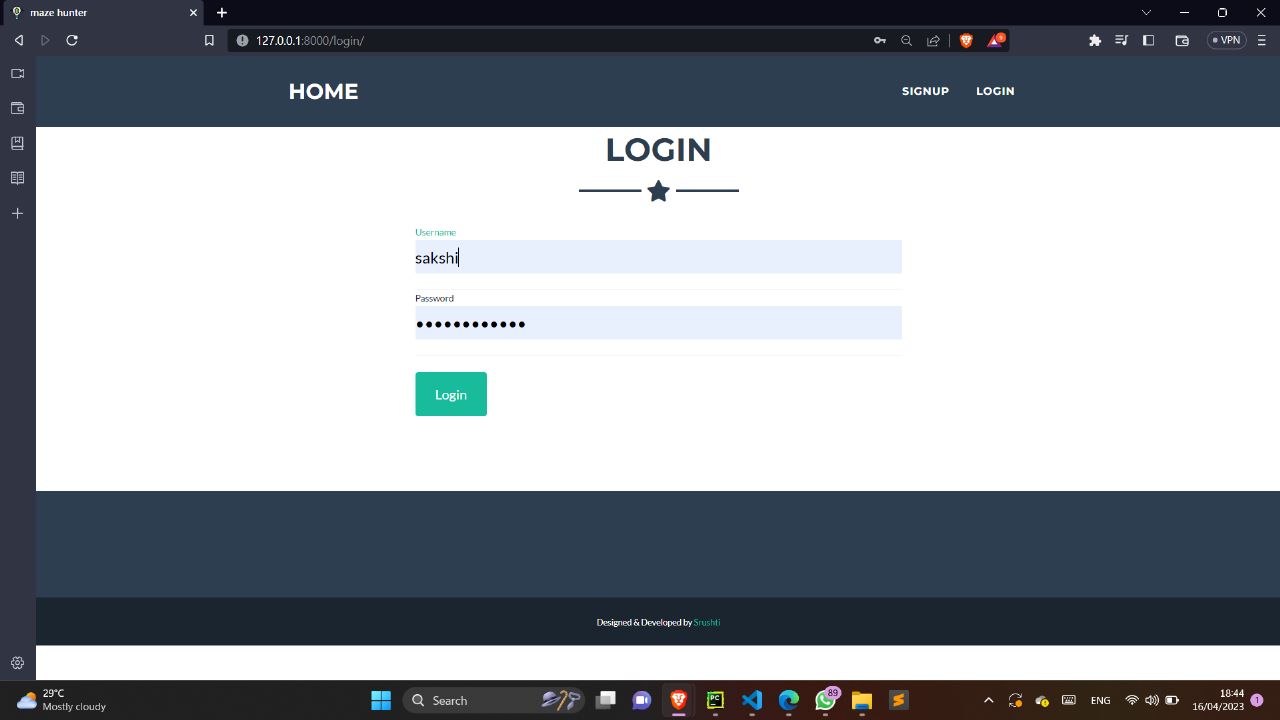 maze hunter
127.0.0.1:8000/login/
VPN
HOME
SIGNUP
LOGIN
LOGIN
Username
sakshi
Password
••••••••••••
Login
Designed & Developed by Srushti
29°C
Mostly cloudy
Search
89
ENG
18:44
16/04/2023
1